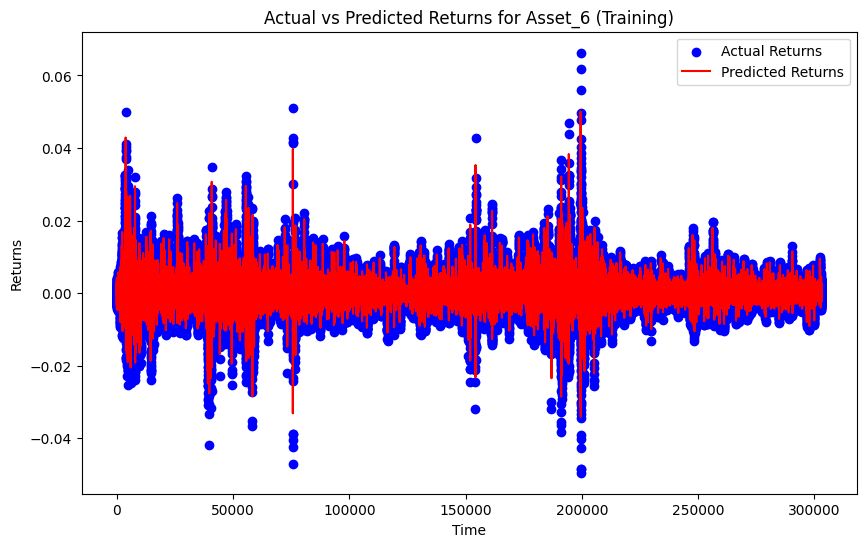 Actual vs Predicted Returns for Asset_6 (Training)
Actual Returns
Predicted Returns
Returns
0.06
0.04
0.02
0.00
−0.02
−0.04
0
50000
100000
150000
200000
250000
300000
Time